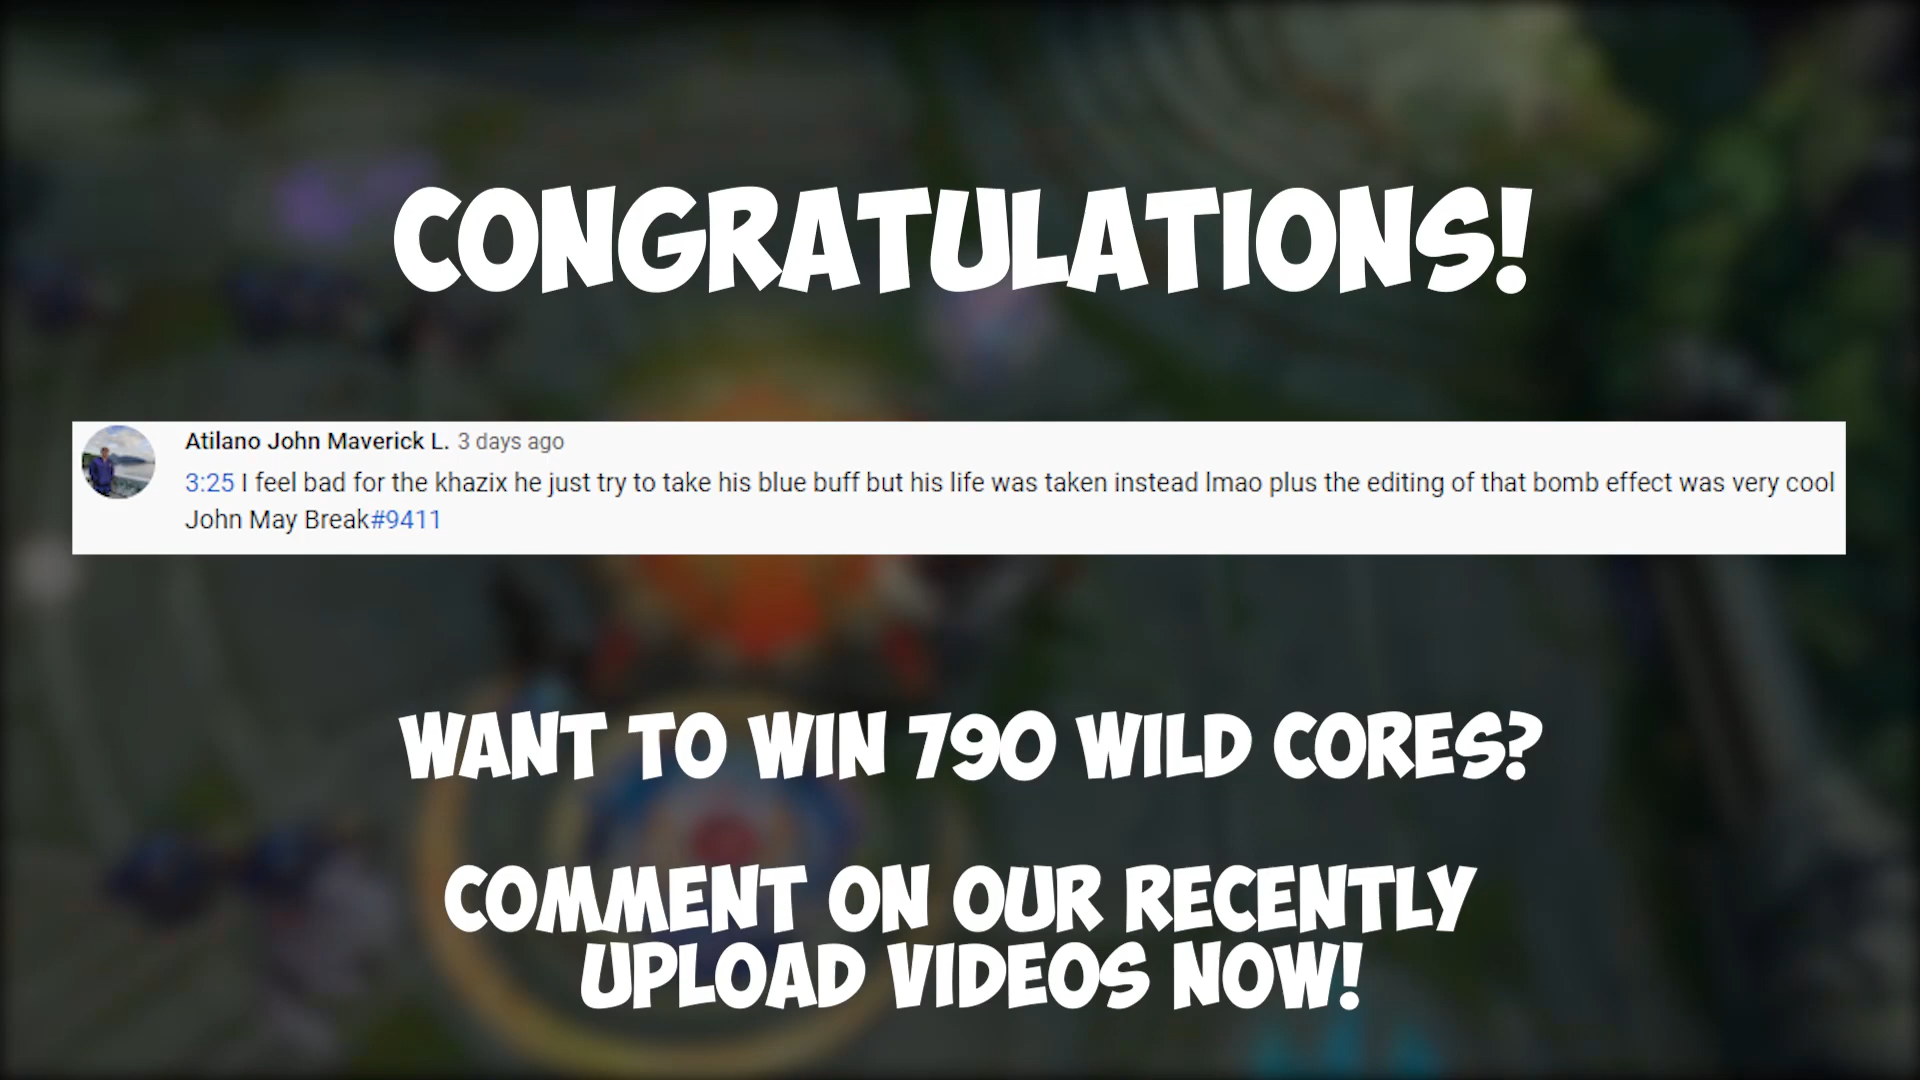 CONGRATULATIONS!
Atilano John Maverick L. 3 days ago
3:25 I feel bad for the khazix he just try to take his blue buff but his life was taken instead lmao plus the editing of that bomb effect was very cool
John May Break#9411
WANT TO WIN 790 WILD CORES?
COMMENT ON OUR RECENTLY
UPLOAD VIDEOS NOW!